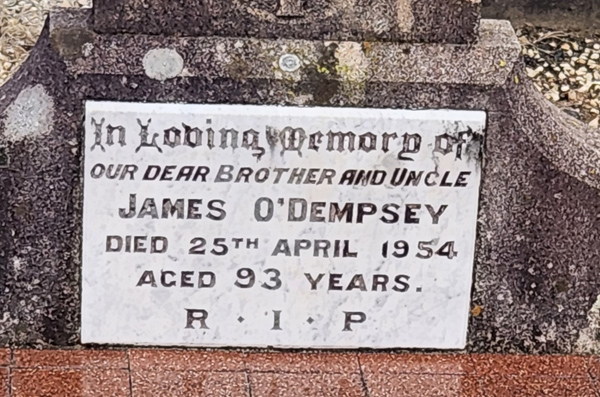 In Loving Memory of
OUR DEAR BROTHER AND UNCLE
JAMES O'DEMPSEY
DIED 25TH APRIL 1954
AGED 93 YEARS.
R · I · P